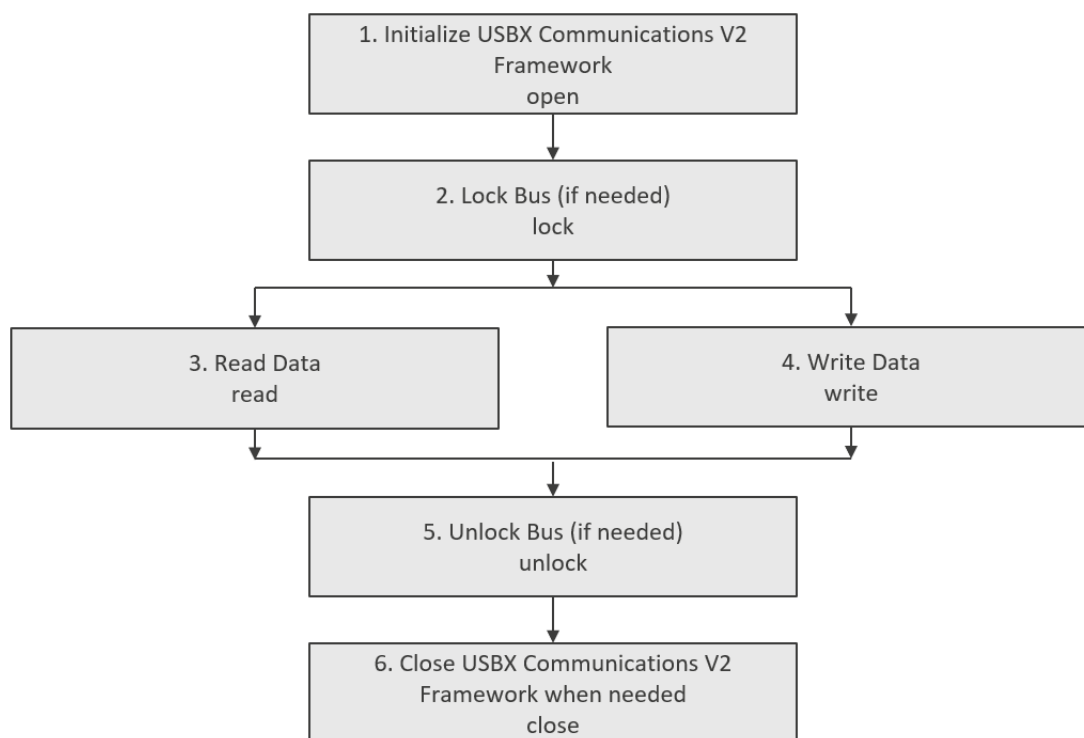 1. Initialize USBX Communications V2
Framework
open
2. Lock Bus (if needed)
lock
3. Read Data
read
4. Write Data
write
5. Unlock Bus (if needed)
unlock
6. Close USBX Communications V2
Framework when needed
close